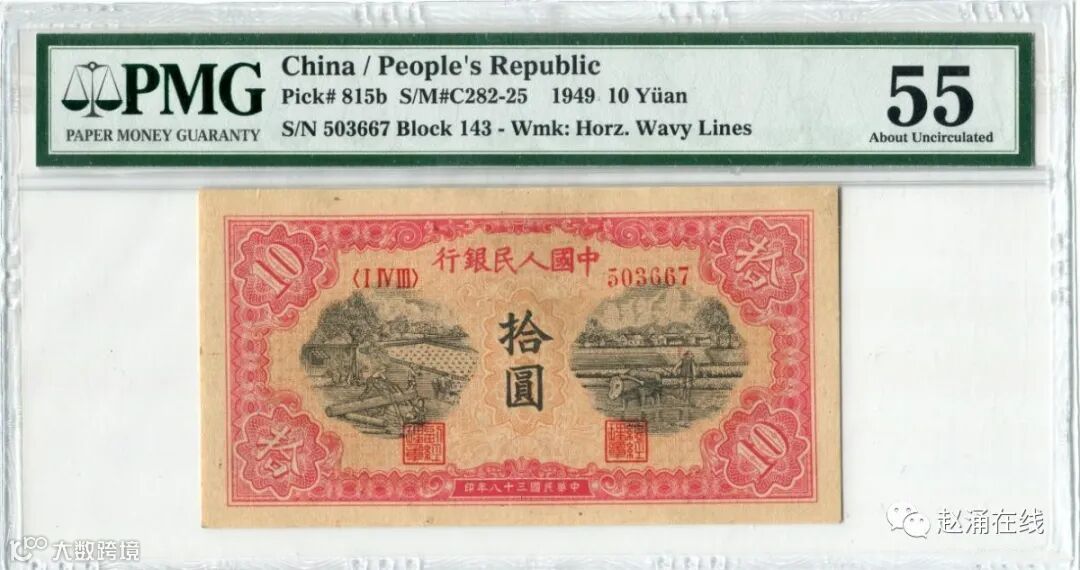 PMG
PAPER MONEY GUARANTY
China / People's Republic
Pick# 815b S/M#C282-25 1949 10 Yüan
S/N 503667 Block 143 - Wmk: Horz. Wavy Lines
55
About Uncirculated
行銀民人國中
〈I IV III〉
503667
10
拾
圓
10
印年八十三國民華中
赵涌在线
大数跨境